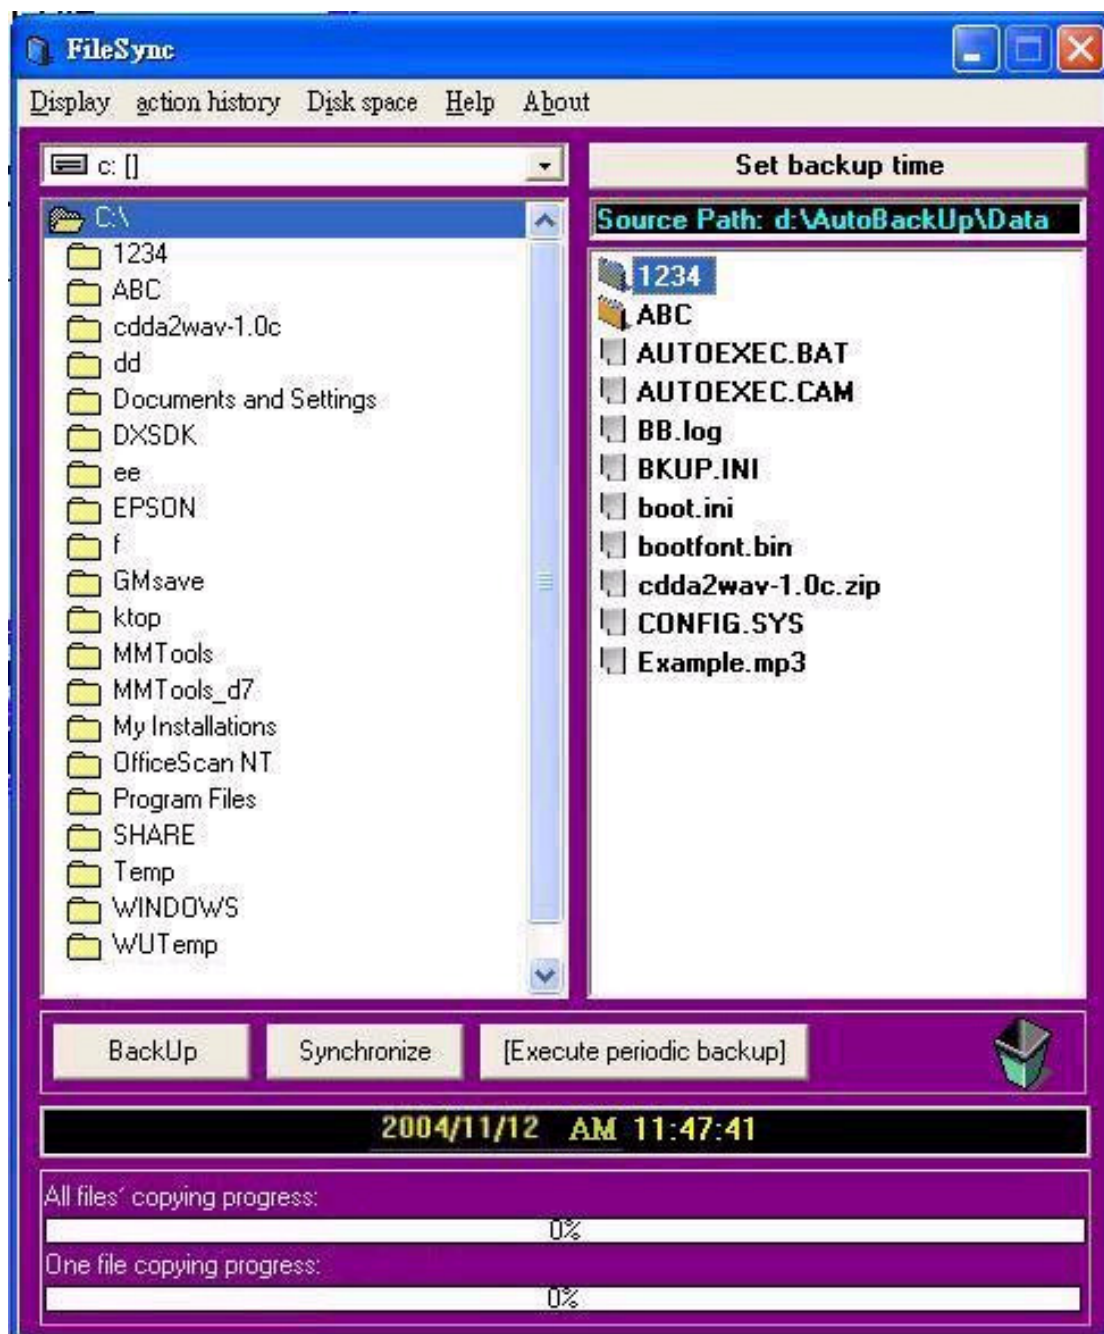 FileSync
Display action history Disk space Help About
c: []
Set backup time
C:\
1234
ABC
cdda2wav-1.0c
dd
Documents and Settings
DXSDK
ee
EPSON
f
GMsave
ktop
MMTools
MMTools_d7
My Installations
OfficeScan NT
Program Files
SHARE
Temp
WINDOWS
WUTemp
Source Path: d:\AutoBackUp\Data
1234
ABC
AUTOEXEC.BAT
AUTOEXEC.CAM
BB.log
BKUP.INI
boot.ini
bootfont.bin
cdda2wav-1.0c.zip
CONFIG.SYS
Example.mp3
BackUp
Synchronize
[Execute periodic backup]
2004/11/12 AM 11:47:41
All files' copying progress:
0%
One file copying progress:
0%